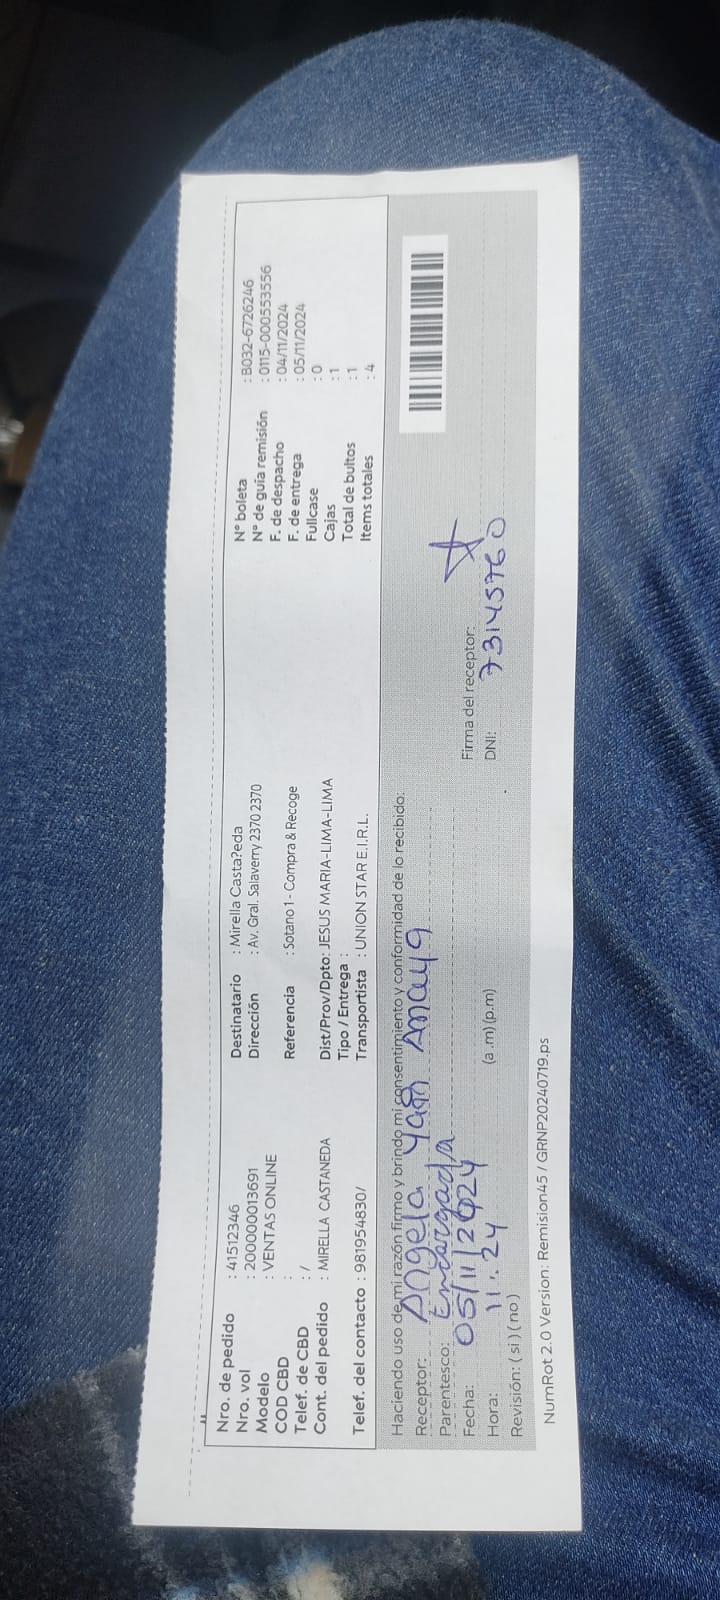 Nro. de pedido : 41512346
Nro. vol : 200000013691
Modelo : VENTAS ONLINE
COD CBD :
Telef. de CBD : /
Cont. del pedido : MIRELLA CASTANEDA
Telef. del contacto : 981954830/
Destinatario : Mirella Casta?eda
Dirección : Av. Gral. Salaverry 2370 2370
Referencia : Sotano 1 - Compra & Recoge
Dist/Prov/Dpto: JESUS MARIA-LIMA-LIMA
Tipo / Entrega :
Transportista : UNION STAR E.I.R.L.
N° boleta : B032-6726246
N° de guía remisión : 0115-000553556
F. de despacho : 04/11/2024
F. de entrega : 05/11/2024
Fullcase : 0
Cajas : 1
Total de bultos : 1
Items totales : 4
Haciendo uso de mi razón firmo y brindo mi consentimiento y conformidad de lo recibido:
Receptor: Angela Amaya
Parentesco: Encargada
Fecha: 05/11/2024
Hora: 11:24 (a.m)(p.m)
Revisión: ( si ) ( no )
Firma del receptor:
DNI: 73145760
NumRot 2.0 Version: Remision45 / GRNP20240719.ps